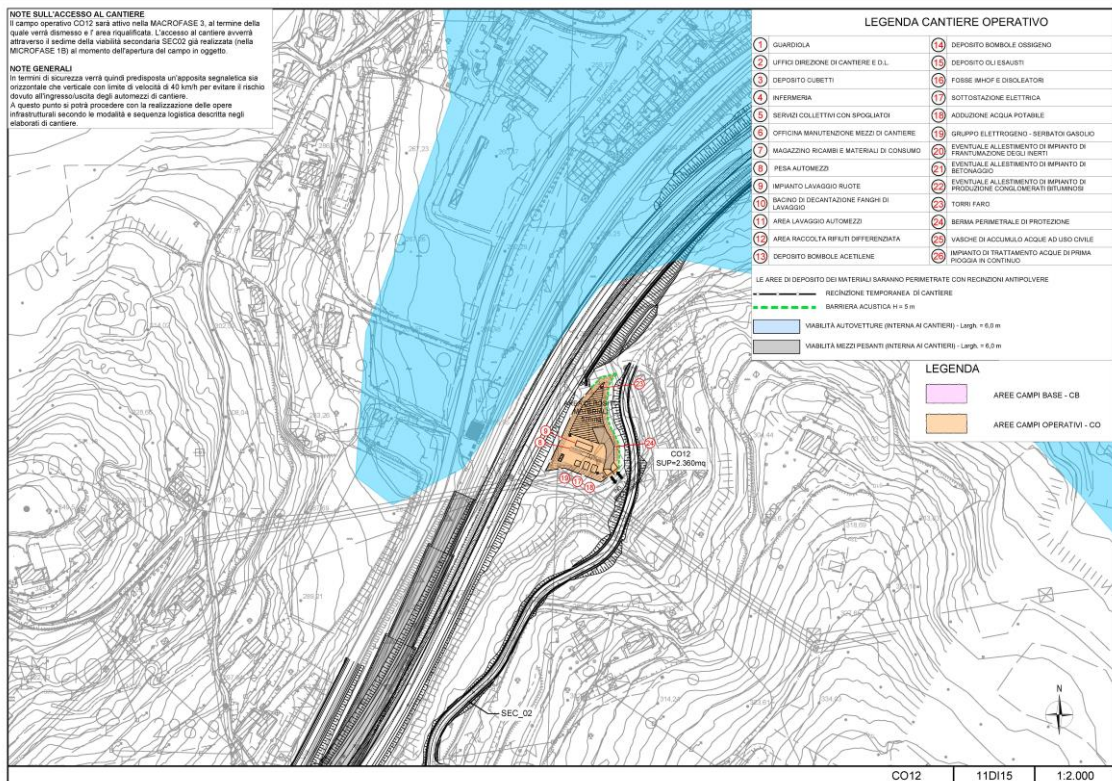 NOTE SULL'ACCESSO AL CANTIERE
Il campo operativo CO12 sarà attivo nella MACROFASE 3, al termine della
quale verrà dismesso e l' area riqualificata. L'accesso al cantiere avverrà
attraverso il sedime della viabilità secondaria SEC02 già realizzata (nella
MICROFASE 1B) al momento dell'apertura del campo in oggetto.
NOTE GENERALI
In termini di sicurezza verrà quindi predisposta un'apposita segnaletica sia
orizzontale che verticale con limite di velocità di 40 km/h per evitare il rischio
dovuto all'ingresso/uscita degli automezzi di cantiere.
A questo punto si potrà procedere con la realizzazione delle opere
infrastrutturali secondo le modalità e sequenza logistica descritta negli
elaborati di cantiere.
LEGENDA CANTIERE OPERATIVO
1 GUARDIOLA
2 UFFICI DIREZIONE DI CANTIERE E D.L.
3 DEPOSITO CUBETTI
4 INFERMERIA
5 SERVIZI COLLETTIVI CON SPOGLIATOI
6 OFFICINA MANUTENZIONE MEZZI DI CANTIERE
7 MAGAZZINO RICAMBI E MATERIALI DI CONSUMO
8 PESA AUTOMEZZI
9 IMPIANTO LAVAGGIO RUOTE
10 BACINO DI DECANTAZIONE FANGHI DI
LAVAGGIO
11 AREA LAVAGGIO AUTOMEZZI
12 AREA RACCOLTA RIFIUTI DIFFERENZIATA
13 DEPOSITO BOMBOLE ACETILENE
14 DEPOSITO BOMBOLE OSSIGENO
15 DEPOSITO OLI ESAUSTI
16 FOSSE IMHOF E DISOLEATORI
17 SOTTOSTAZIONE ELETTRICA
18 ADDUZIONE ACQUA POTABILE
19 GRUPPO ELETTROGENO - SERBATOI GASOLIO
20 EVENTUALE ALLESTIMENTO DI IMPIANTO DI
FRANTUMAZIONE DEGLI INERTI
21 EVENTUALE ALLESTIMENTO DI IMPIANTO DI
BETONAGGIO
22 EVENTUALE ALLESTIMENTO DI IMPIANTO DI
PRODUZIONE CONGLOMERATI BITUMINOSI
23 TORRI FARO
24 BERMA PERIMETRALE DI PROTEZIONE
25 VASCHE DI ACCUMULO ACQUE AD USO CIVILE
26 IMPIANTO DI TRATTAMENTO ACQUE DI PRIMA
PIOGGIA IN CONTINUO
LE AREE DI DEPOSITO DEI MATERIALI SARANNO PERIMETRATE CON RECINZIONI ANTIPOLVERE
RECINZIONE TEMPORANEA DI CANTIERE
BARRIERA ACUSTICA H = 5 m
VIABILITÀ AUTOVETTURE (INTERNA AI CANTIERI) - Largh. = 6,0 m
VIABILITÀ MEZZI PESANTI (INTERNA AI CANTIERI) - Largh. = 6,0 m
LEGENDA
AREE CAMPI BASE - CB
AREE CAMPI OPERATIVI - CO
23
9
8
24
CO12
SUP=2.360mq
19
17
18
SEC_02
N
CO12
11DI15
1:2.000